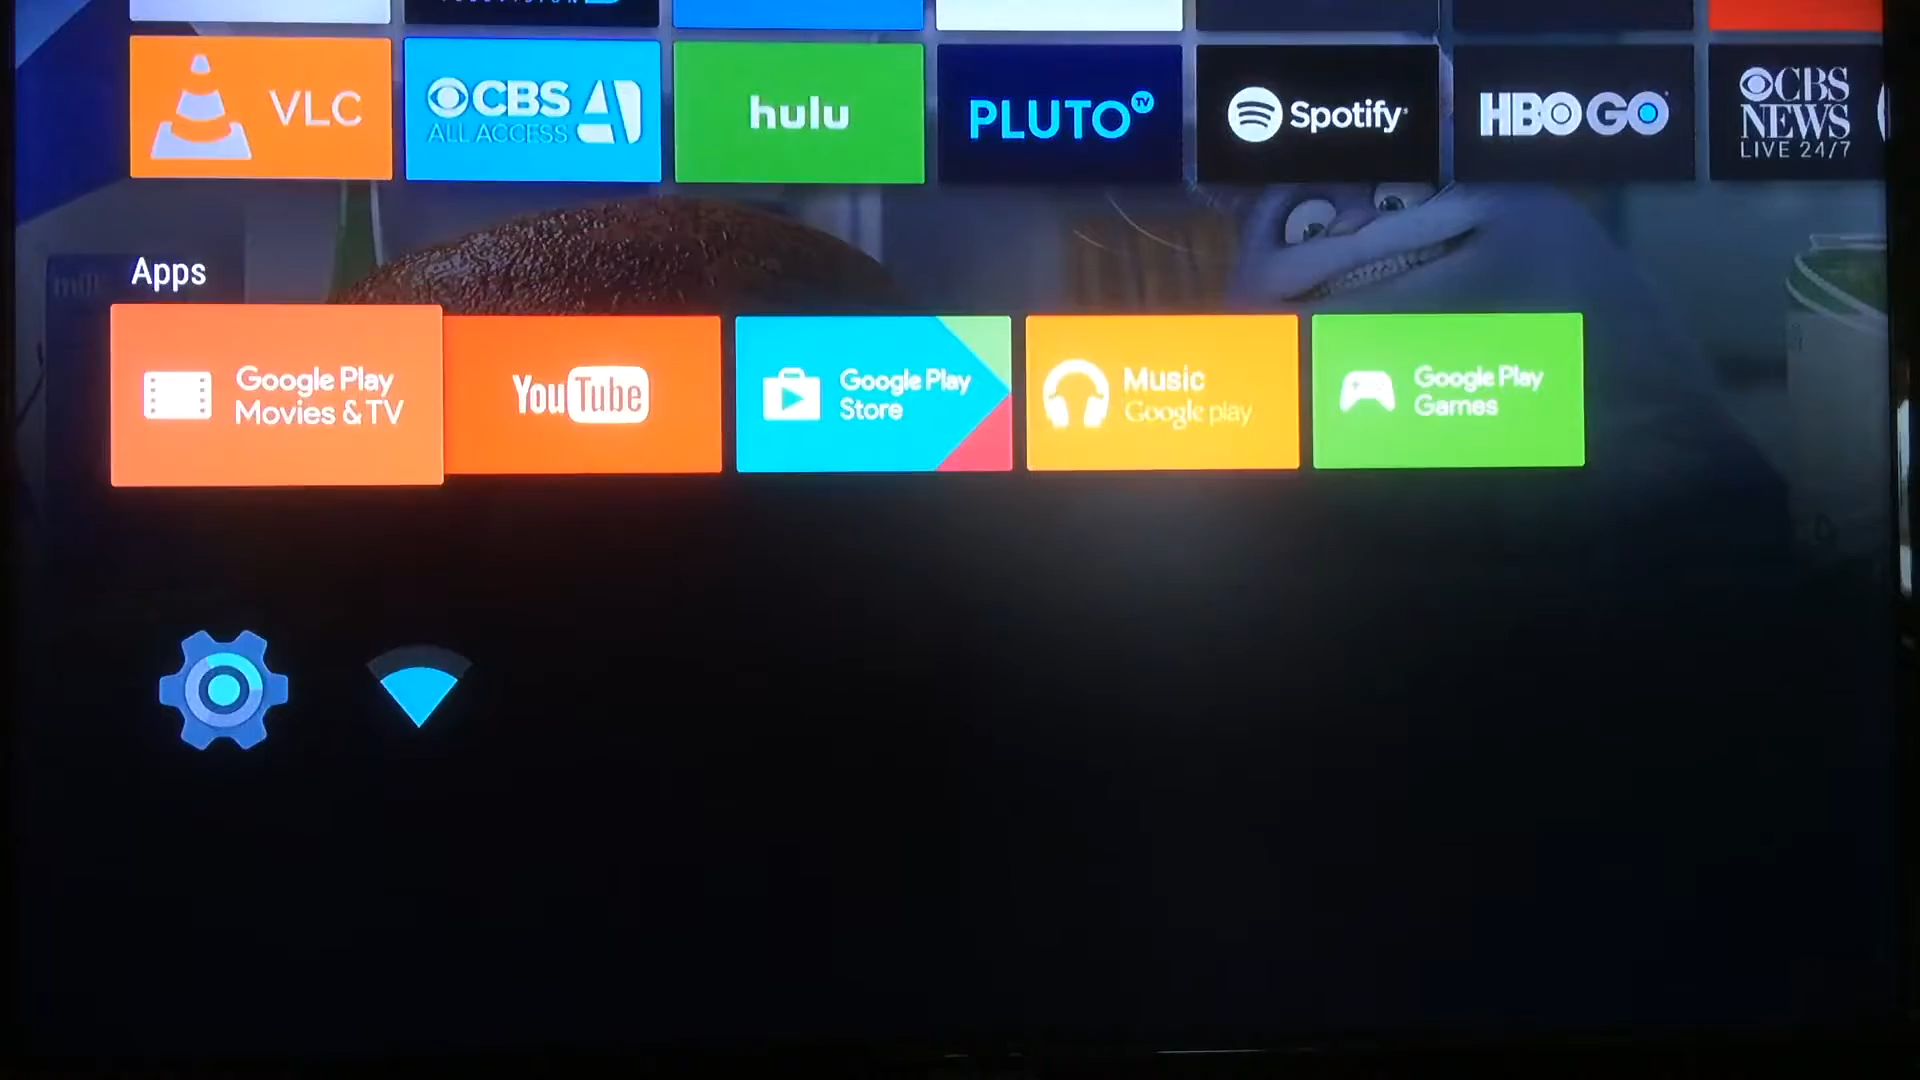 VLC
CBS
ALL ACCESS
hulu
PLUTO TV
Spotify
HBO GO
CBS
NEWS
LIVE 24/7
Apps
Google Play
Movies & TV
YouTube
Google Play
Store
Music
Google play
Google Play
Games